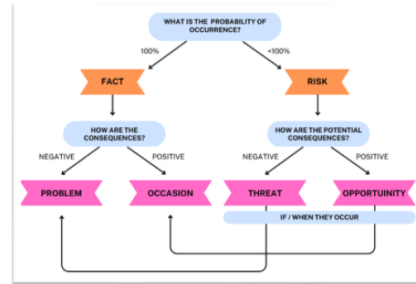 WHAT IS THE PROBABILITY OF
OCCURRENCE?
100%
<100%
FACT
RISK
HOW ARE THE
CONSEQUENCES?
HOW ARE THE POTENTIAL
CONSEQUENCES?
NEGATIVE
POSITIVE
NEGATIVE
POSITIVE
PROBLEM
OCCASION
THREAT
OPPORTUINITY
IF / WHEN THEY OCCUR